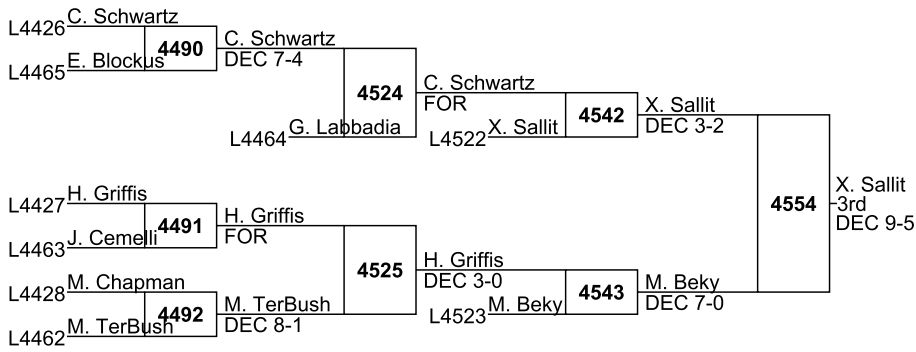 C. Schwartz
L4426
4490
E. Blockus
L4465
C. Schwartz
DEC 7-4
4524
G. Labbadia
L4464
C. Schwartz
FOR
4542
X. Sallit
L4522
X. Sallit
DEC 3-2
H. Griffis
L4427
4491
J. Cemelli
L4463
H. Griffis
FOR
M. Chapman
L4428
4492
M. TerBush
L4462
M. TerBush
DEC 8-1
4525
H. Griffis
DEC 3-0
4543
M. Beky
L4523
M. Beky
DEC 7-0
4554
X. Sallit
3rd
DEC 9-5